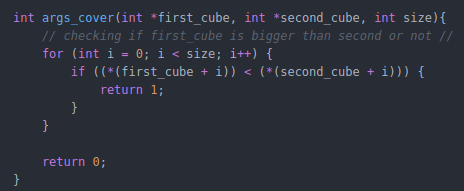 int args_cover(int *first_cube, int *second_cube, int size){
    // checking if first_cube is bigger than second or not //
    for (int i = 0; i < size; i++) {
        if ((*(first_cube + i)) < (*(second_cube + i))) {
            return 1;
        }
    }

    return 0;
}